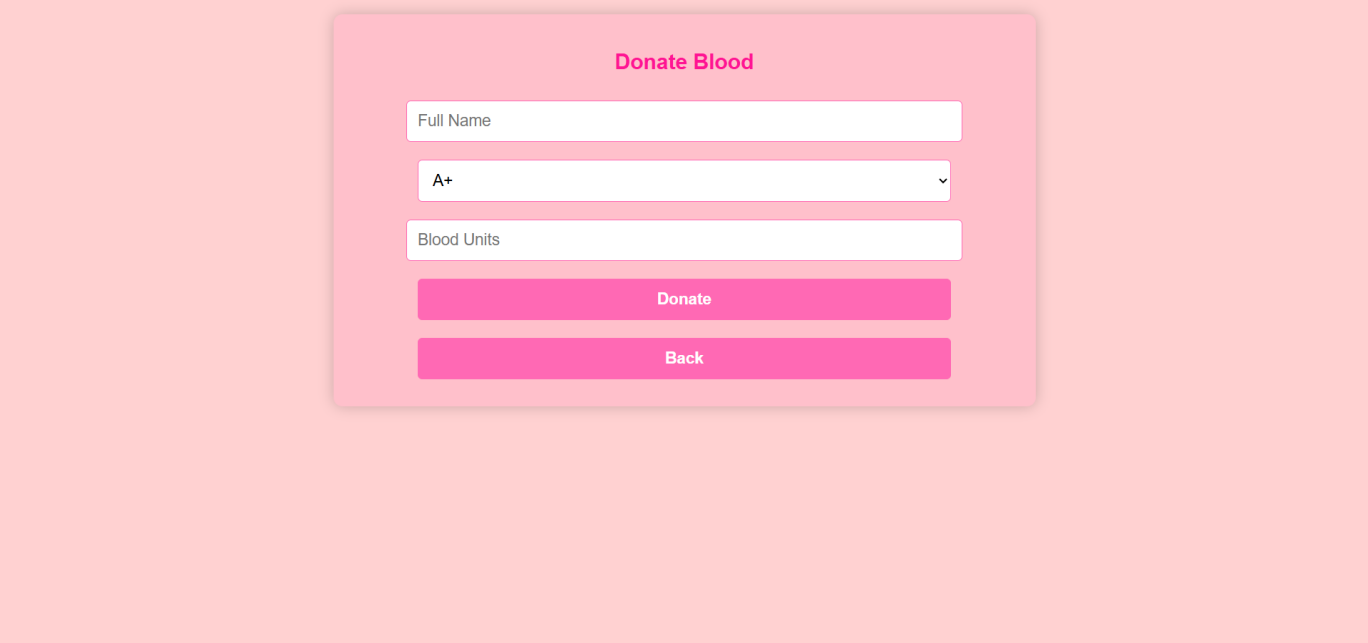 Donate Blood
Full Name
A+
Blood Units
Donate
Back